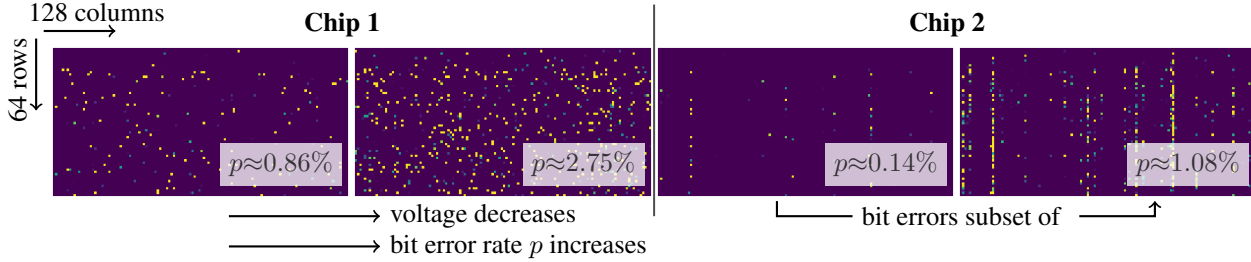 128 columns
Chip 1
Chip 2
64 rows
p≈0.86%
p≈2.75%
p≈0.14%
p≈1.08%
voltage decreases
bit errors subset of
bit error rate p increases